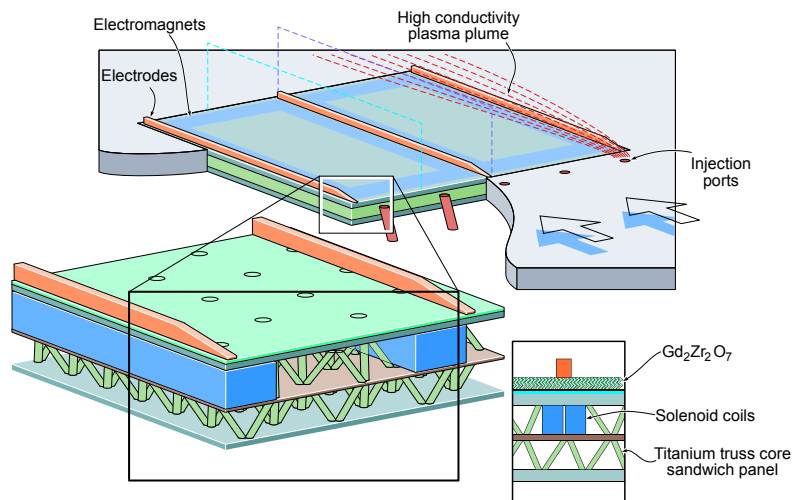 High conductivity
plasma plume
Electromagnets
Electrodes
Injection
ports
Gd₂Zr₂O₇
Solenoid coils
Titanium truss core
sandwich panel